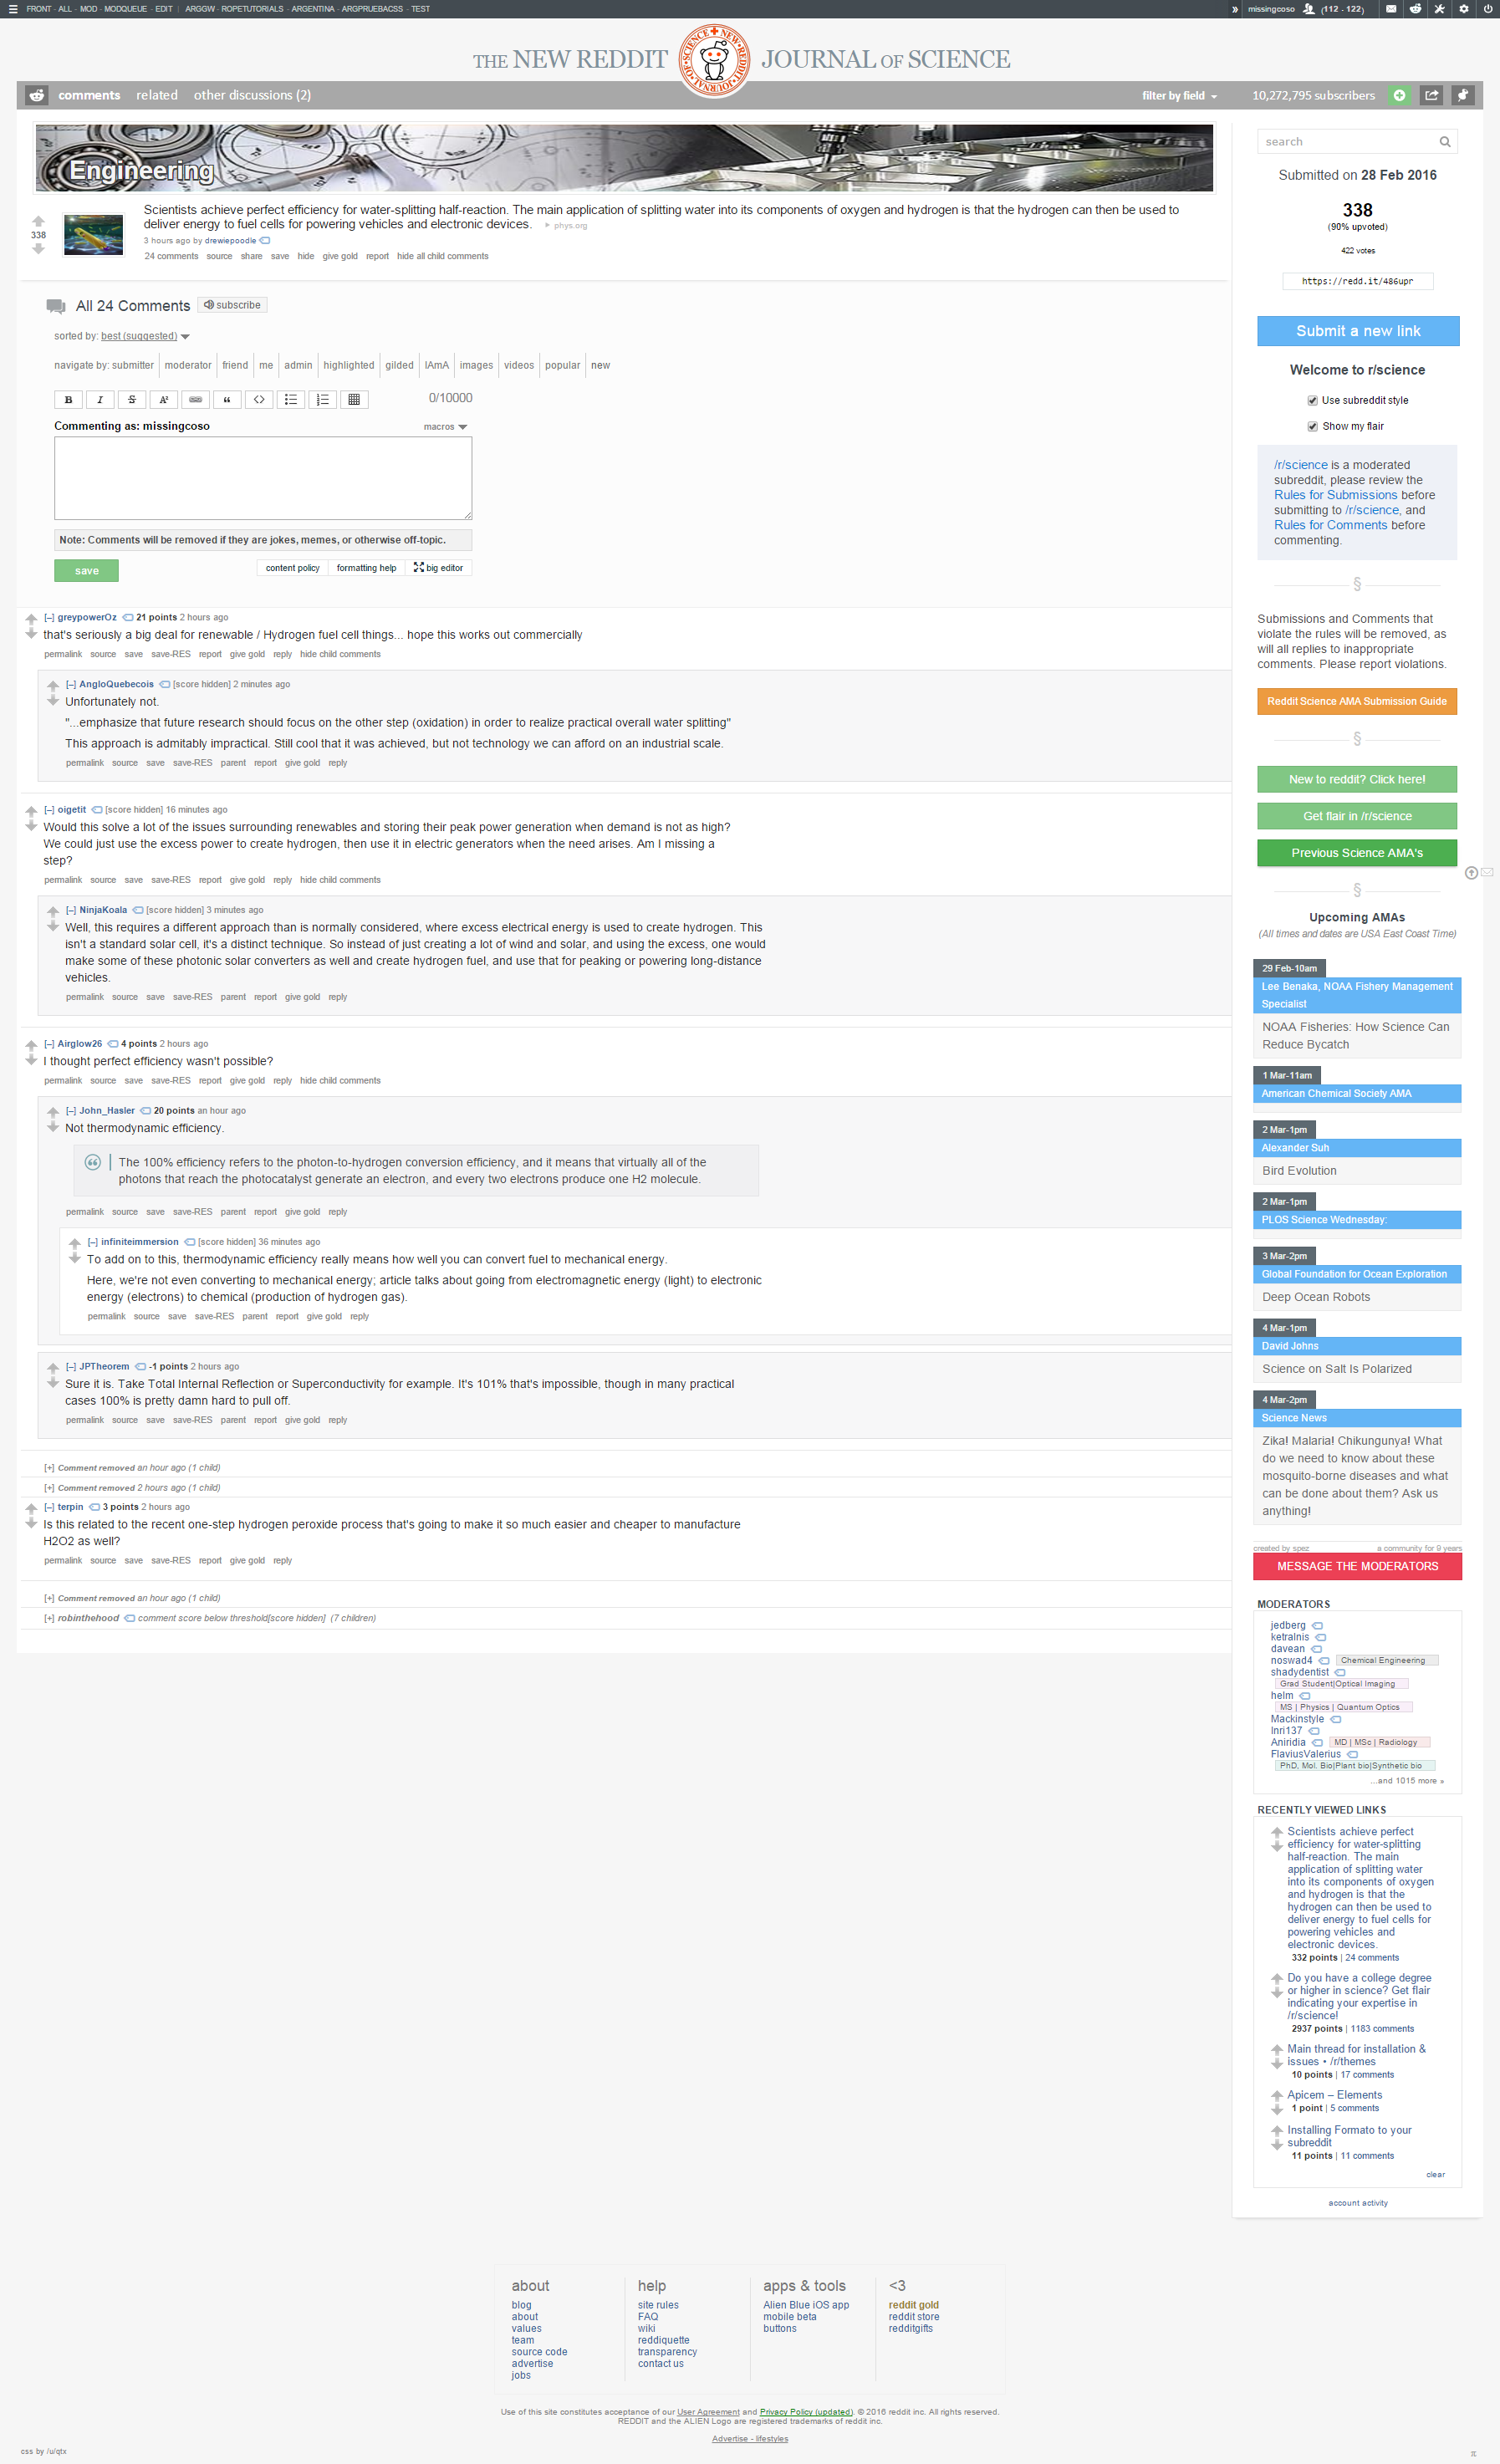 FRONT - ALL - MOD - MODQUEUE - EDIT | ARGGW - ROPETUTORIALS - ARGENTINA - ARGPRUEBACSS - TEST
» missingcoso (112 · 122)
THE NEW REDDIT JOURNAL OF SCIENCE
NEW REDDIT JOURNAL OF SCIENCE
comments related other discussions (2)
filter by field 10,272,795 subscribers
Engineering
Scientists achieve perfect efficiency for water-splitting half-reaction. The main application of splitting water into its components of oxygen and hydrogen is that the hydrogen can then be used to
338
deliver energy to fuel cells for powering vehicles and electronic devices. phys.org
3 hours ago by drewiepoodle
24 comments source share save hide give gold report hide all child comments
All 24 Comments subscribe
sorted by: best (suggested)
navigate by: submitter moderator friend me admin highlighted gilded IAmA images videos popular new
B I S A² “ <> 0/10000
Commenting as: missingcoso macros
Note: Comments will be removed if they are jokes, memes, or otherwise off-topic.
save content policy formatting help big editor
[–] greypowerOz 21 points 2 hours ago
that's seriously a big deal for renewable / Hydrogen fuel cell things... hope this works out commercially
permalink source save save-RES report give gold reply hide child comments
[–] AngloQuebecois [score hidden] 2 minutes ago
Unfortunately not.
"...emphasize that future research should focus on the other step (oxidation) in order to realize practical overall water splitting"
This approach is admitably impractical. Still cool that it was achieved, but not technology we can afford on an industrial scale.
permalink source save save-RES parent report give gold reply
[–] oigetit [score hidden] 16 minutes ago
Would this solve a lot of the issues surrounding renewables and storing their peak power generation when demand is not as high?
We could just use the excess power to create hydrogen, then use it in electric generators when the need arises. Am I missing a
step?
permalink source save save-RES report give gold reply hide child comments
[–] NinjaKoala [score hidden] 3 minutes ago
Well, this requires a different approach than is normally considered, where excess electrical energy is used to create hydrogen. This
isn't a standard solar cell, it's a distinct technique. So instead of just creating a lot of wind and solar, and using the excess, one would
make some of these photonic solar converters as well and create hydrogen fuel, and use that for peaking or powering long-distance
vehicles.
permalink source save save-RES parent report give gold reply
[–] Airglow26 4 points 2 hours ago
I thought perfect efficiency wasn't possible?
permalink source save save-RES report give gold reply hide child comments
[–] John_Hasler 20 points an hour ago
Not thermodynamic efficiency.
The 100% efficiency refers to the photon-to-hydrogen conversion efficiency, and it means that virtually all of the
photons that reach the photocatalyst generate an electron, and every two electrons produce one H2 molecule.
permalink source save save-RES parent report give gold reply
[–] infiniteimmersion [score hidden] 36 minutes ago
To add on to this, thermodynamic efficiency really means how well you can convert fuel to mechanical energy.
Here, we're not even converting to mechanical energy; article talks about going from electromagnetic energy (light) to electronic
energy (electrons) to chemical (production of hydrogen gas).
permalink source save save-RES parent report give gold reply
[–] JPTheorem -1 points 2 hours ago
Sure it is. Take Total Internal Reflection or Superconductivity for example. It's 101% that's impossible, though in many practical
cases 100% is pretty damn hard to pull off.
permalink source save save-RES parent report give gold reply
[+] Comment removed an hour ago (1 child)
[+] Comment removed 2 hours ago (1 child)
[–] terpin 3 points 2 hours ago
Is this related to the recent one-step hydrogen peroxide process that's going to make it so much easier and cheaper to manufacture
H2O2 as well?
permalink source save save-RES report give gold reply
[+] Comment removed an hour ago (1 child)
[+] robinthehood comment score below threshold[score hidden] (7 children)
search
Submitted on 28 Feb 2016
338
(90% upvoted)
422 votes
https://redd.it/486upr
Submit a new link
Welcome to r/science
Use subreddit style
Show my flair
/r/science is a moderated
subreddit, please review the
Rules for Submissions before
submitting to /r/science, and
Rules for Comments before
commenting.
§
Submissions and Comments that
violate the rules will be removed, as
will all replies to inappropriate
comments. Please report violations.
Reddit Science AMA Submission Guide
§
New to reddit? Click here!
Get flair in /r/science
Previous Science AMA's
§
Upcoming AMAs
(All times and dates are USA East Coast Time)
29 Feb-10am
Lee Benaka, NOAA Fishery Management
Specialist
NOAA Fisheries: How Science Can
Reduce Bycatch
1 Mar-11am
American Chemical Society AMA
2 Mar-1pm
Alexander Suh
Bird Evolution
2 Mar-1pm
PLOS Science Wednesday:
3 Mar-2pm
Global Foundation for Ocean Exploration
Deep Ocean Robots
4 Mar-1pm
David Johns
Science on Salt Is Polarized
4 Mar-2pm
Science News
Zika! Malaria! Chikungunya! What
do we need to know about these
mosquito-borne diseases and what
can be done about them? Ask us
anything!
created by spez a community for 9 years
MESSAGE THE MODERATORS
MODERATORS
jedberg
ketralnis
davean
noswad4 Chemical Engineering
shadydentist
Grad Student|Optical Imaging
helm
MS | Physics | Quantum Optics
Mackinstyle
Inri137
Aniridia MD | MSc | Radiology
FlaviusValerius
PhD, Mol. Bio|Plant bio|Synthetic bio
...and 1015 more »
RECENTLY VIEWED LINKS
Scientists achieve perfect
efficiency for water-splitting
half-reaction. The main
application of splitting water
into its components of oxygen
and hydrogen is that the
hydrogen can then be used to
deliver energy to fuel cells for
powering vehicles and
electronic devices.
332 points | 24 comments
Do you have a college degree
or higher in science? Get flair
indicating your expertise in
/r/science!
2937 points | 1183 comments
Main thread for installation &
issues • /r/themes
10 points | 17 comments
Apicem – Elements
1 point | 5 comments
Installing Formato to your
subreddit
11 points | 11 comments
clear
account activity
about help apps & tools <3
blog site rules Alien Blue iOS app reddit gold
about FAQ mobile beta reddit store
values wiki buttons redditgifts
team reddiquette
source code transparency
advertise contact us
jobs
Use of this site constitutes acceptance of our User Agreement and Privacy Policy (updated). © 2016 reddit inc. All rights reserved.
REDDIT and the ALIEN Logo are registered trademarks of reddit inc.
Advertise - lifestyles
css by /u/qtx π